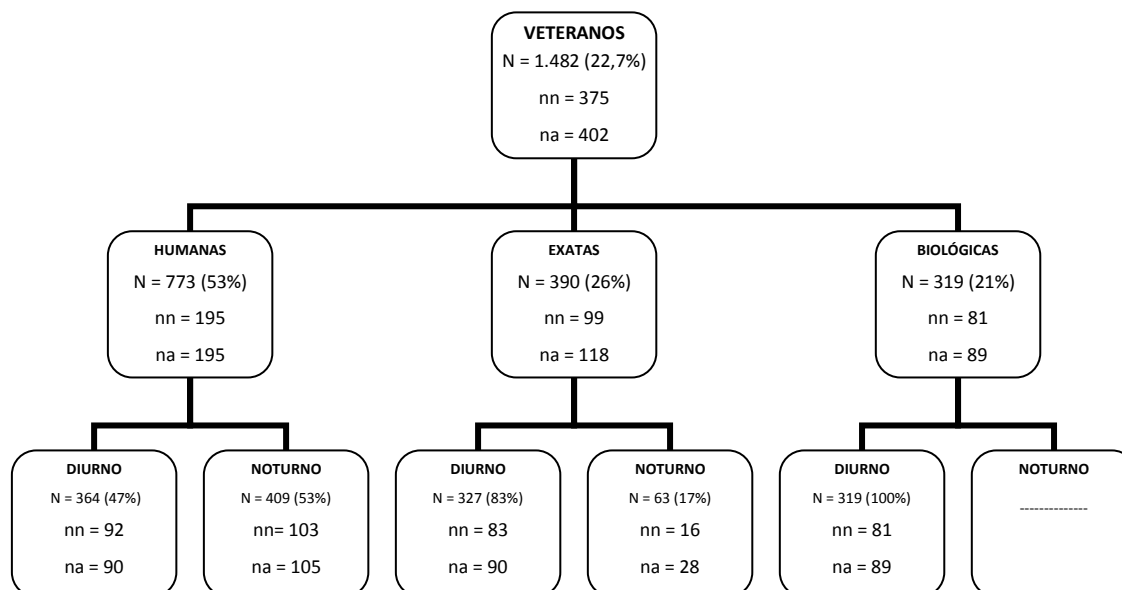 VETERANOS
N = 1.482 (22,7%)
nn = 375
na = 402
HUMANAS
N = 773 (53%)
nn = 195
na = 195
EXATAS
N = 390 (26%)
nn = 99
na = 118
BIOLÓGICAS
N = 319 (21%)
nn = 81
na = 89
DIURNO
N = 364 (47%)
nn = 92
na = 90
NOTURNO
N = 409 (53%)
nn= 103
na = 105
DIURNO
N = 327 (83%)
nn = 83
na = 90
NOTURNO
N = 63 (17%)
nn = 16
na = 28
DIURNO
N = 319 (100%)
nn = 81
na = 89
NOTURNO
--------------